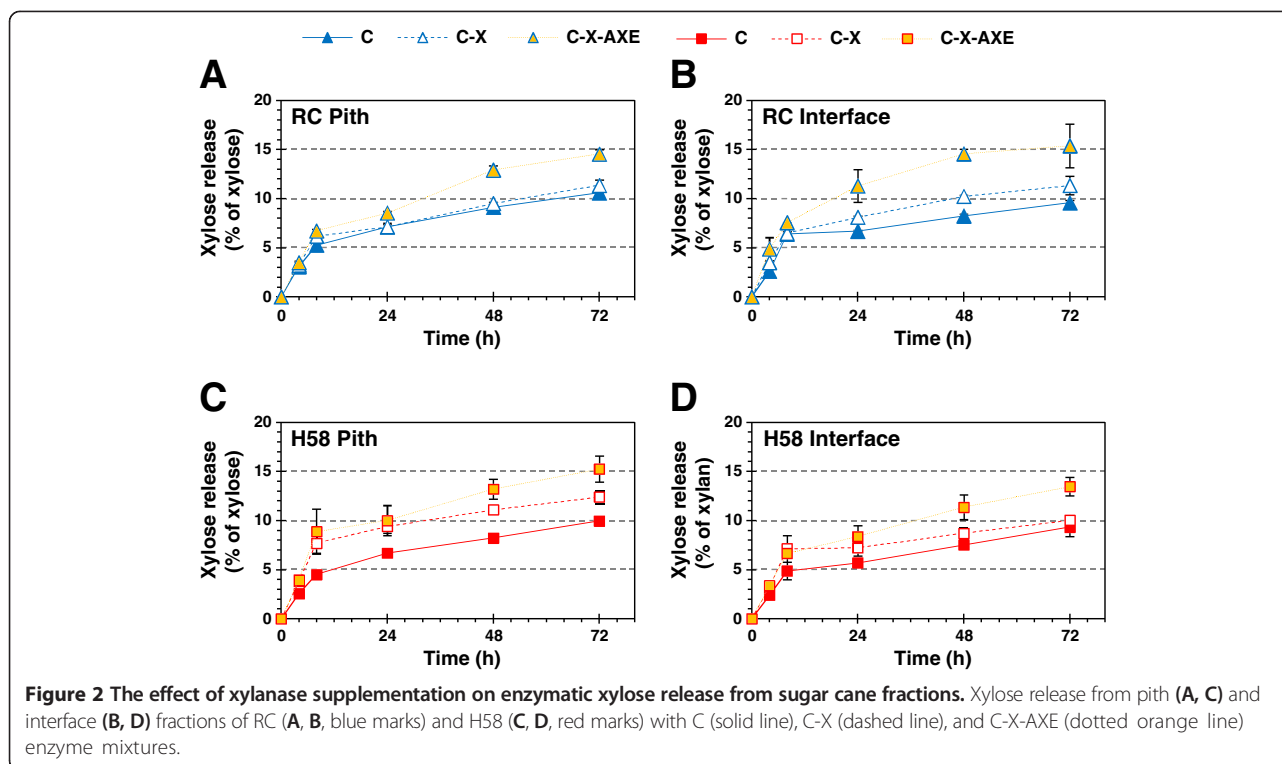 C C-X C-X-AXE C C-X C-X-AXE
A
RC Pith
Xylose release
(% of xylose)
20
15
10
5
0
0 24 48 72
Time (h)
B
RC Interface
Xylose release
(% of xylose)
20
15
10
5
0
0 24 48 72
Time (h)
C
H58 Pith
Xylose release
(% of xylose)
20
15
10
5
0
0 24 48 72
Time (h)
D
H58 Interface
Xylose release
(% of xylan)
20
15
10
5
0
0 24 48 72
Time (h)
Figure 2 The effect of xylanase supplementation on enzymatic xylose release from sugar cane fractions. Xylose release from pith (A, C) and
interface (B, D) fractions of RC (A, B, blue marks) and H58 (C, D, red marks) with C (solid line), C-X (dashed line), and C-X-AXE (dotted orange line)
enzyme mixtures.